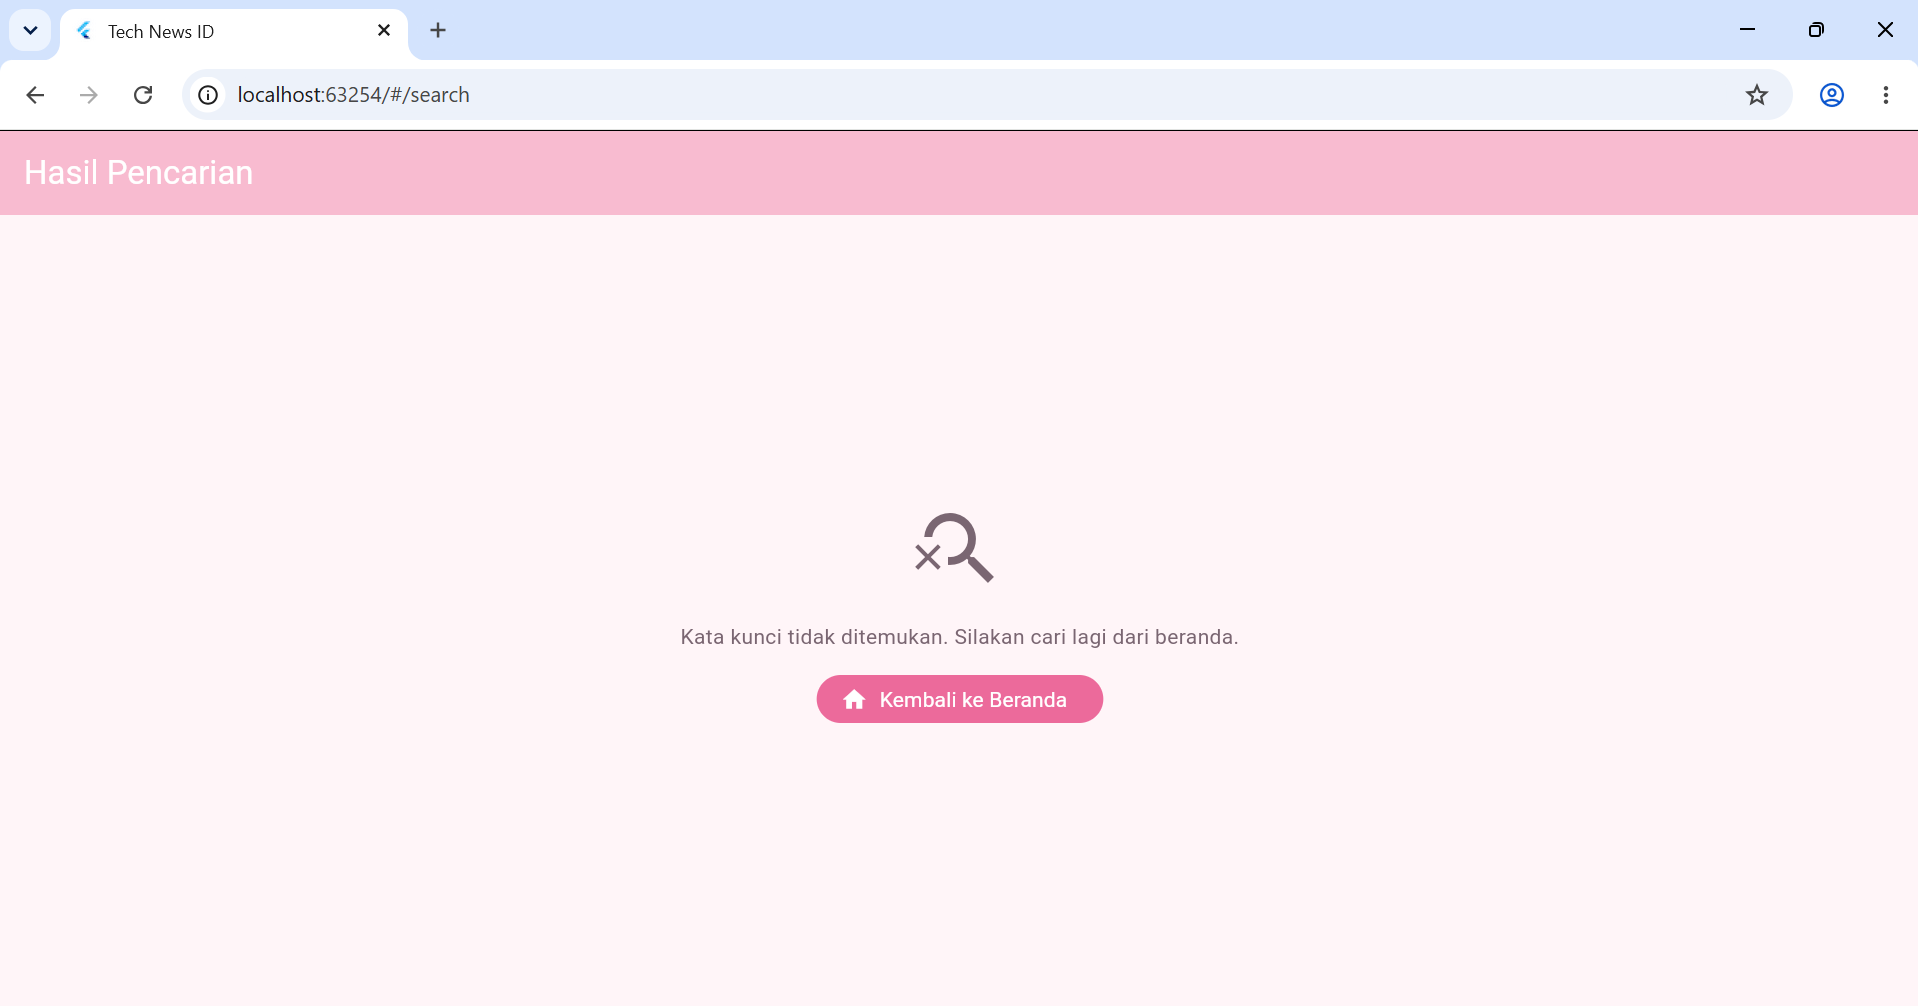 Tech News ID
localhost:63254/#/search
Hasil Pencarian
Kata kunci tidak ditemukan. Silakan cari lagi dari beranda.
Kembali ke Beranda